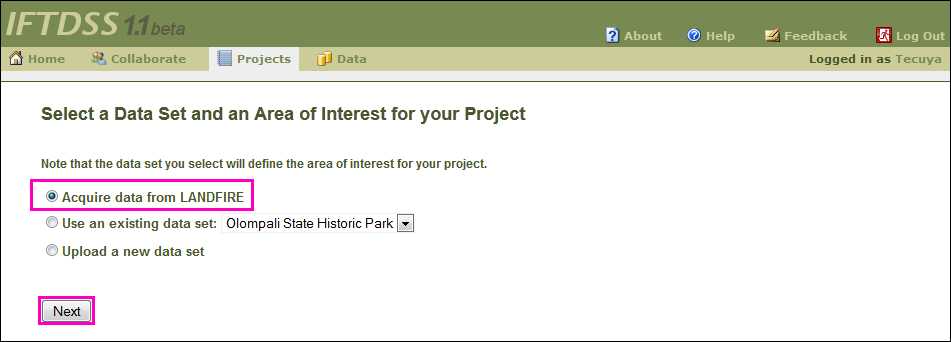 IFTDSS 1.1 beta
About Help Feedback Log Out
Home Collaborate Projects Data Logged in as Tecuya
Select a Data Set and an Area of Interest for your Project
Note that the data set you select will define the area of interest for your project.
Acquire data from LANDFIRE
Use an existing data set: Olompali State Historic Park
Upload a new data set
Next